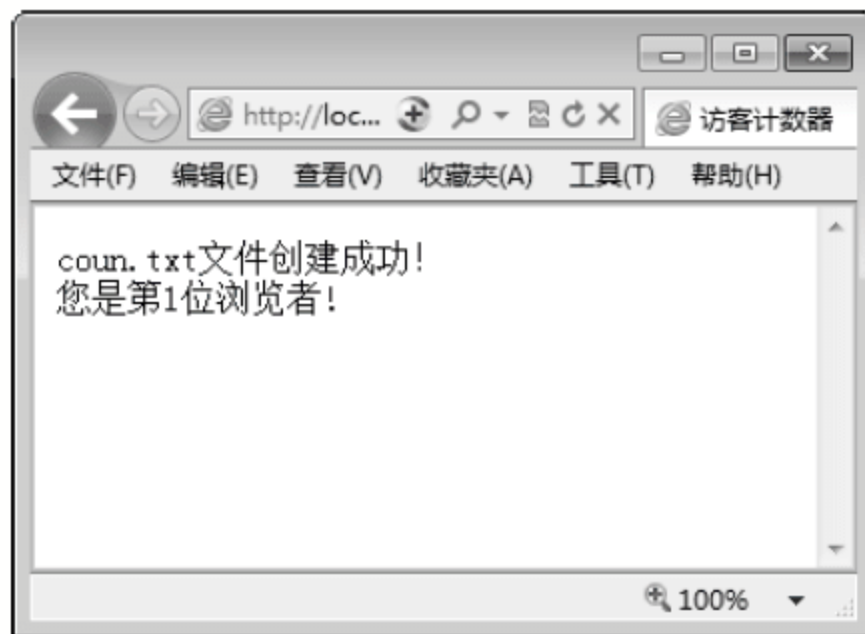 http://loc...
访客计数器
文件(F) 编辑(E) 查看(V) 收藏夹(A) 工具(T) 帮助(H)
coun.txt文件创建成功!
您是第1位浏览者!
100%